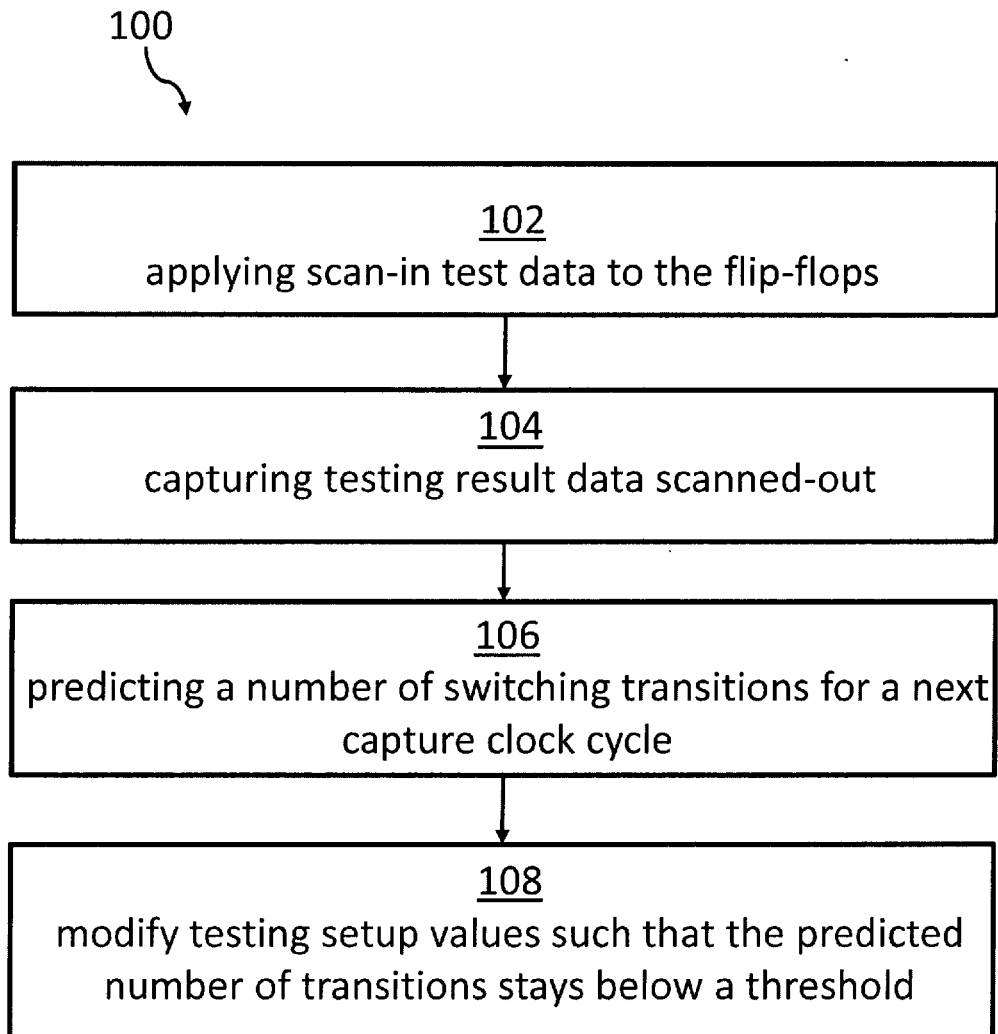 100
102
applying scan-in test data to the flip-flops
104
capturing testing result data scanned-out
106
predicting a number of switching transitions for a next
capture clock cycle
108
modify testing setup values such that the predicted
number of transitions stays below a threshold